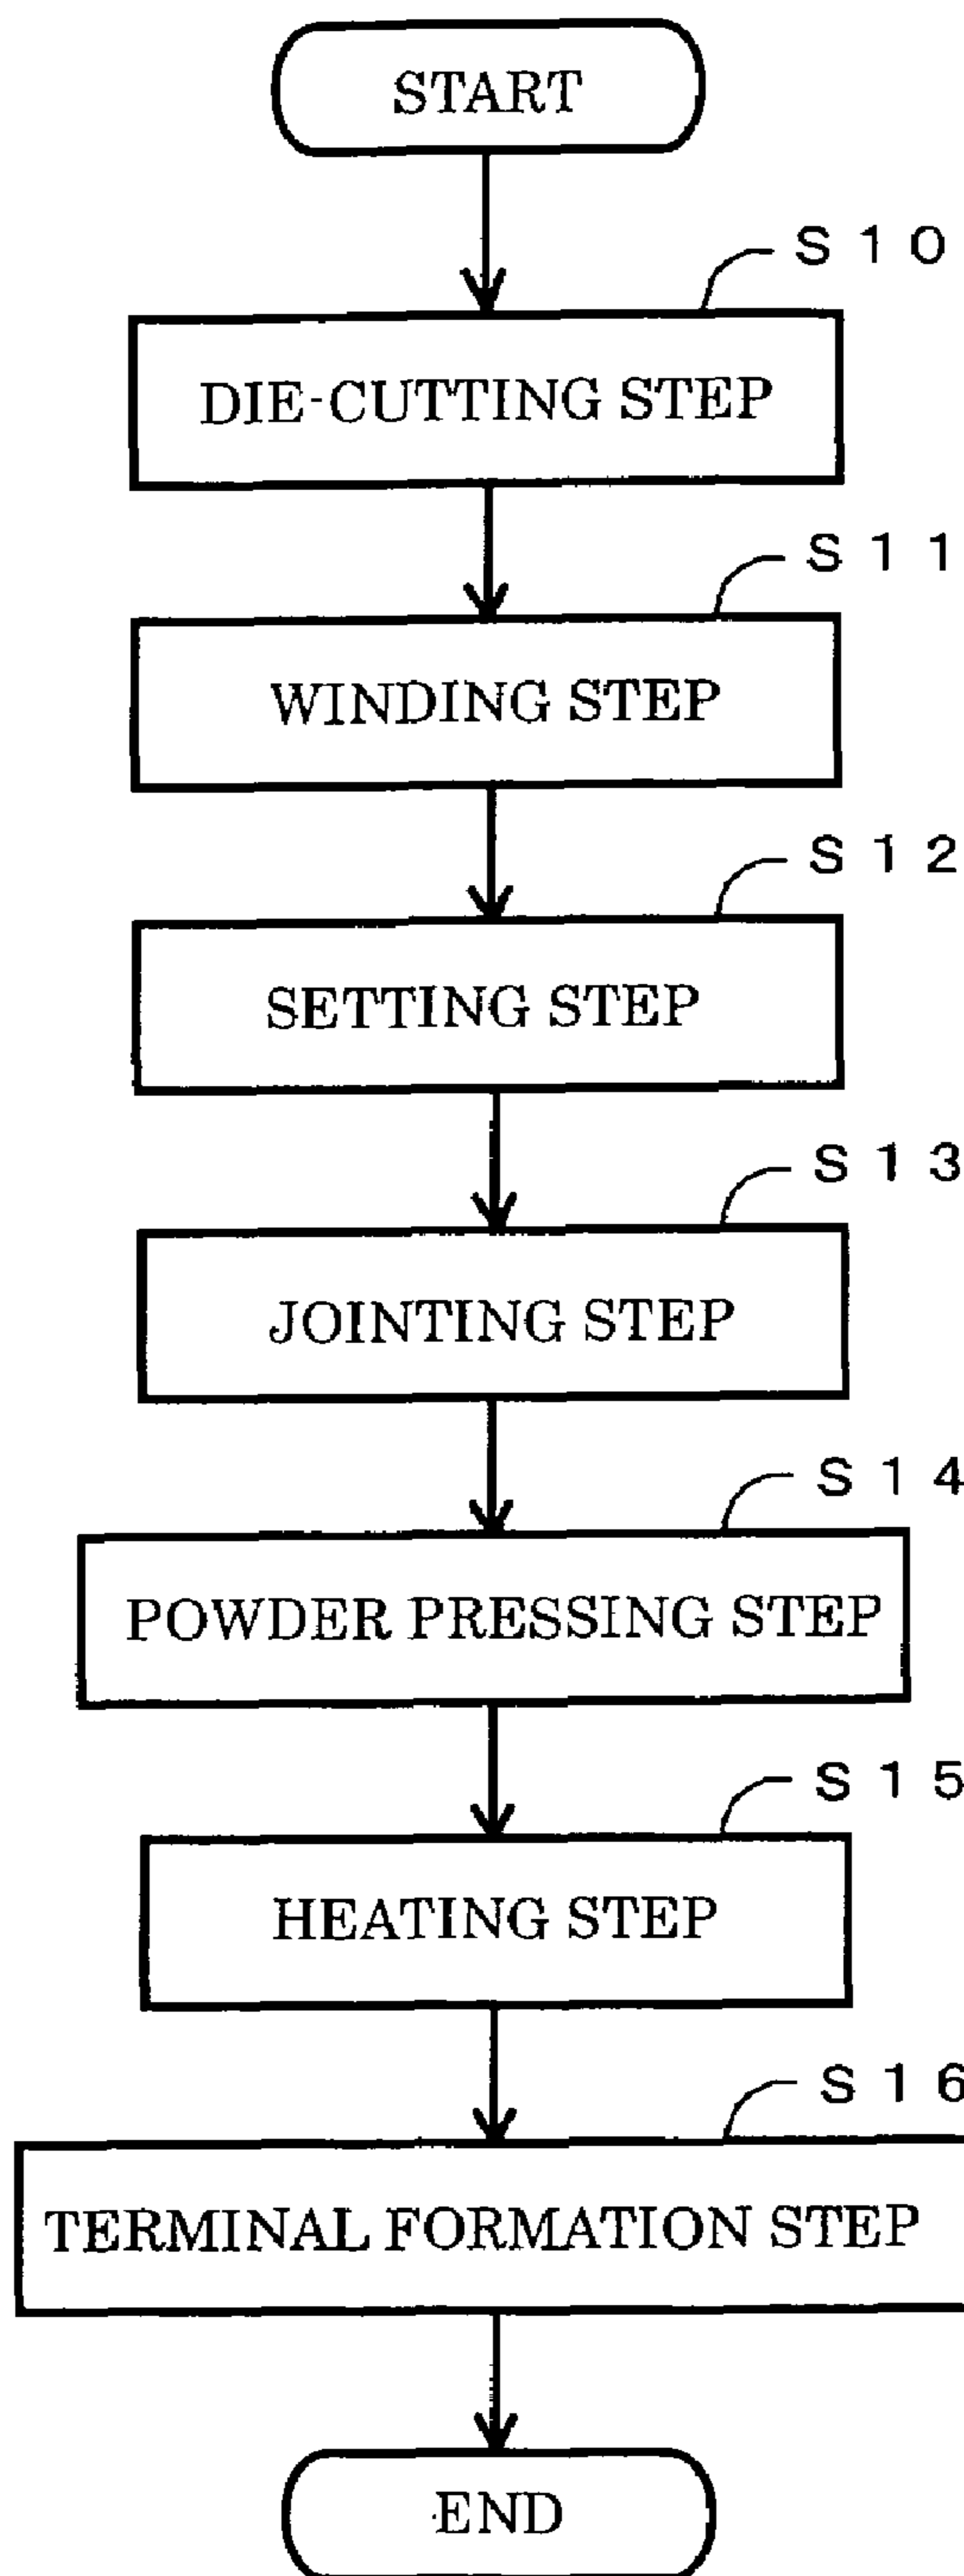 START
S10
DIE-CUTTING STEP
S11
WINDING STEP
S12
SETTING STEP
S13
JOINTING STEP
S14
POWDER PRESSING STEP
S15
HEATING STEP
S16
TERMINAL FORMATION STEP
END